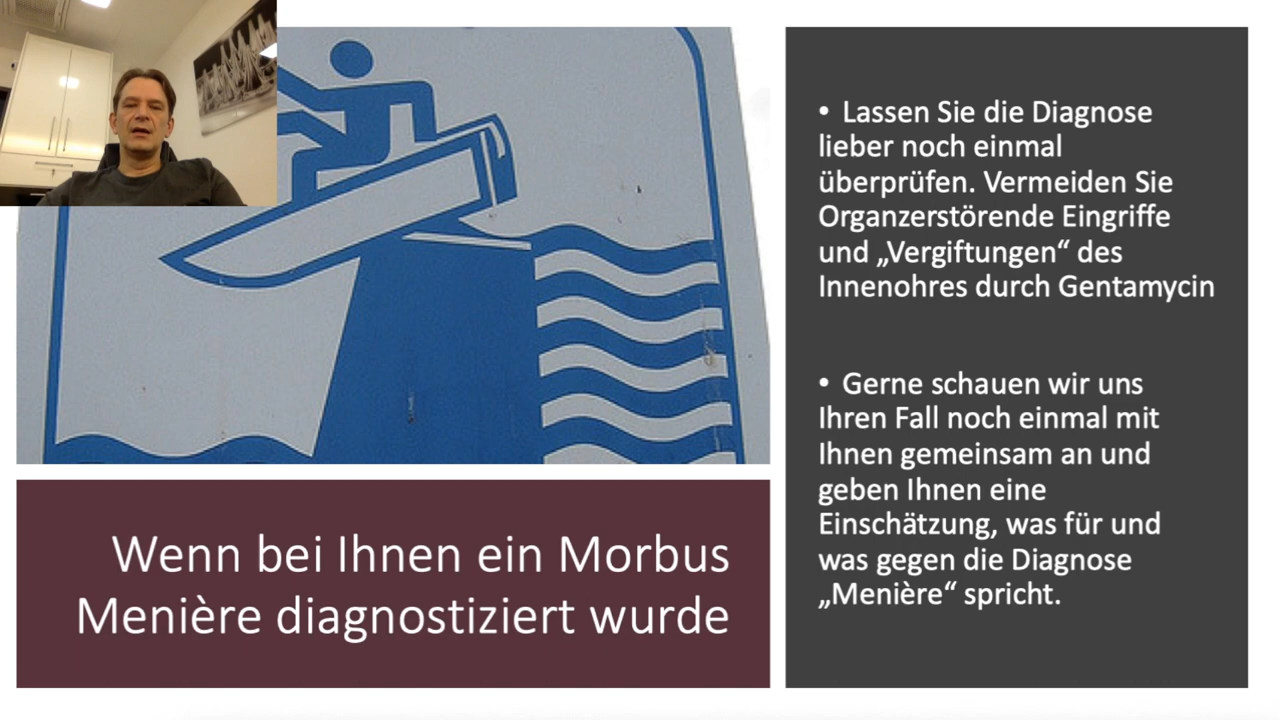 • Lassen Sie die Diagnose
lieber noch einmal
überprüfen. Vermeiden Sie
Organzerstörende Eingriffe
und „Vergiftungen“ des
Innenohres durch Gentamycin
• Gerne schauen wir uns
Ihren Fall noch einmal mit
Ihnen gemeinsam an und
geben Ihnen eine
Einschätzung, was für und
was gegen die Diagnose
„Menière“ spricht.
Wenn bei Ihnen ein Morbus
Menière diagnostiziert wurde